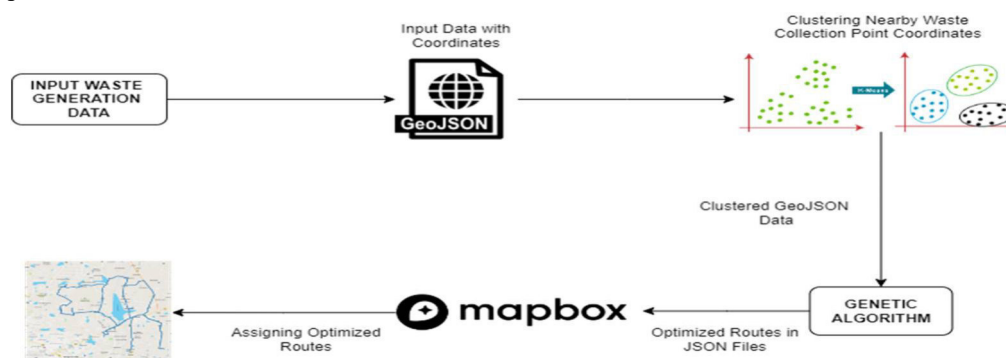 Input Data with
Coordinates
Clustering Nearby Waste
Collection Point Coordinates
INPUT WASTE
GENERATION
DATA
GeoJSON
K-Means
Clustered GeoJSON
Data
GENETIC
ALGORITHM
Optimized Routes in
JSON Files
mapbox
Assigning Optimized
Routes